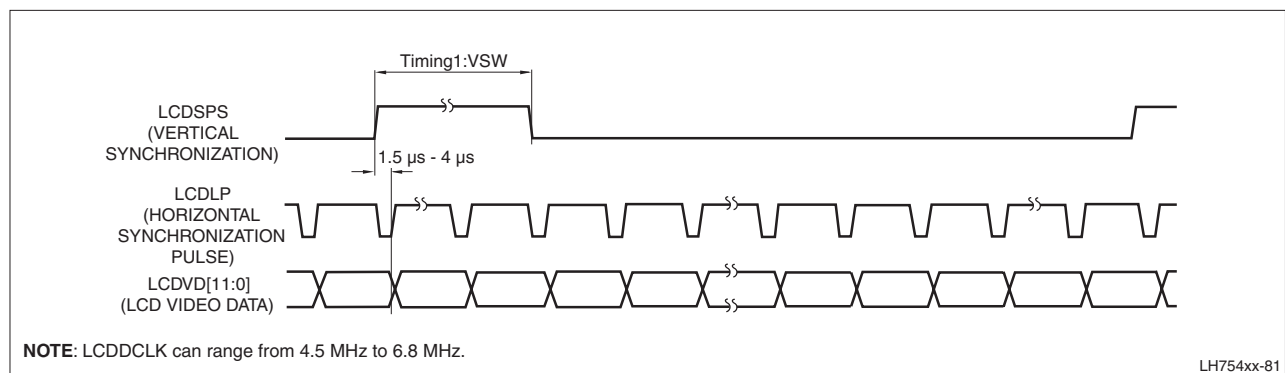 Timing1:VSW
LCDSPS
(VERTICAL
SYNCHRONIZATION)
1.5 µs - 4 µs
LCDLP
(HORIZONTAL
SYNCHRONIZATION
PULSE)
LCDVD[11:0]
(LCD VIDEO DATA)
NOTE: LCDDCLK can range from 4.5 MHz to 6.8 MHz.
LH754xx-81